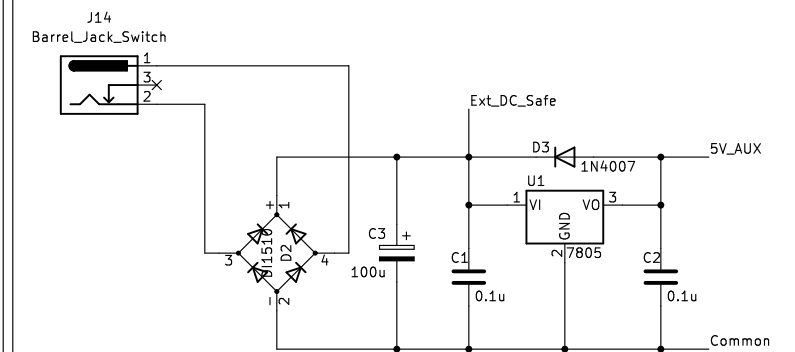 J14
Barrel_Jack_Switch
1
3
2
Ext_DC_Safe
D3
5V_AUX
1N4007
U1
+
1
1
VI
VO
3
GND
C3
+
DI1510
D2
3
4
2
7805
C1
C2
100u
−
2
0.1u
0.1u
Common